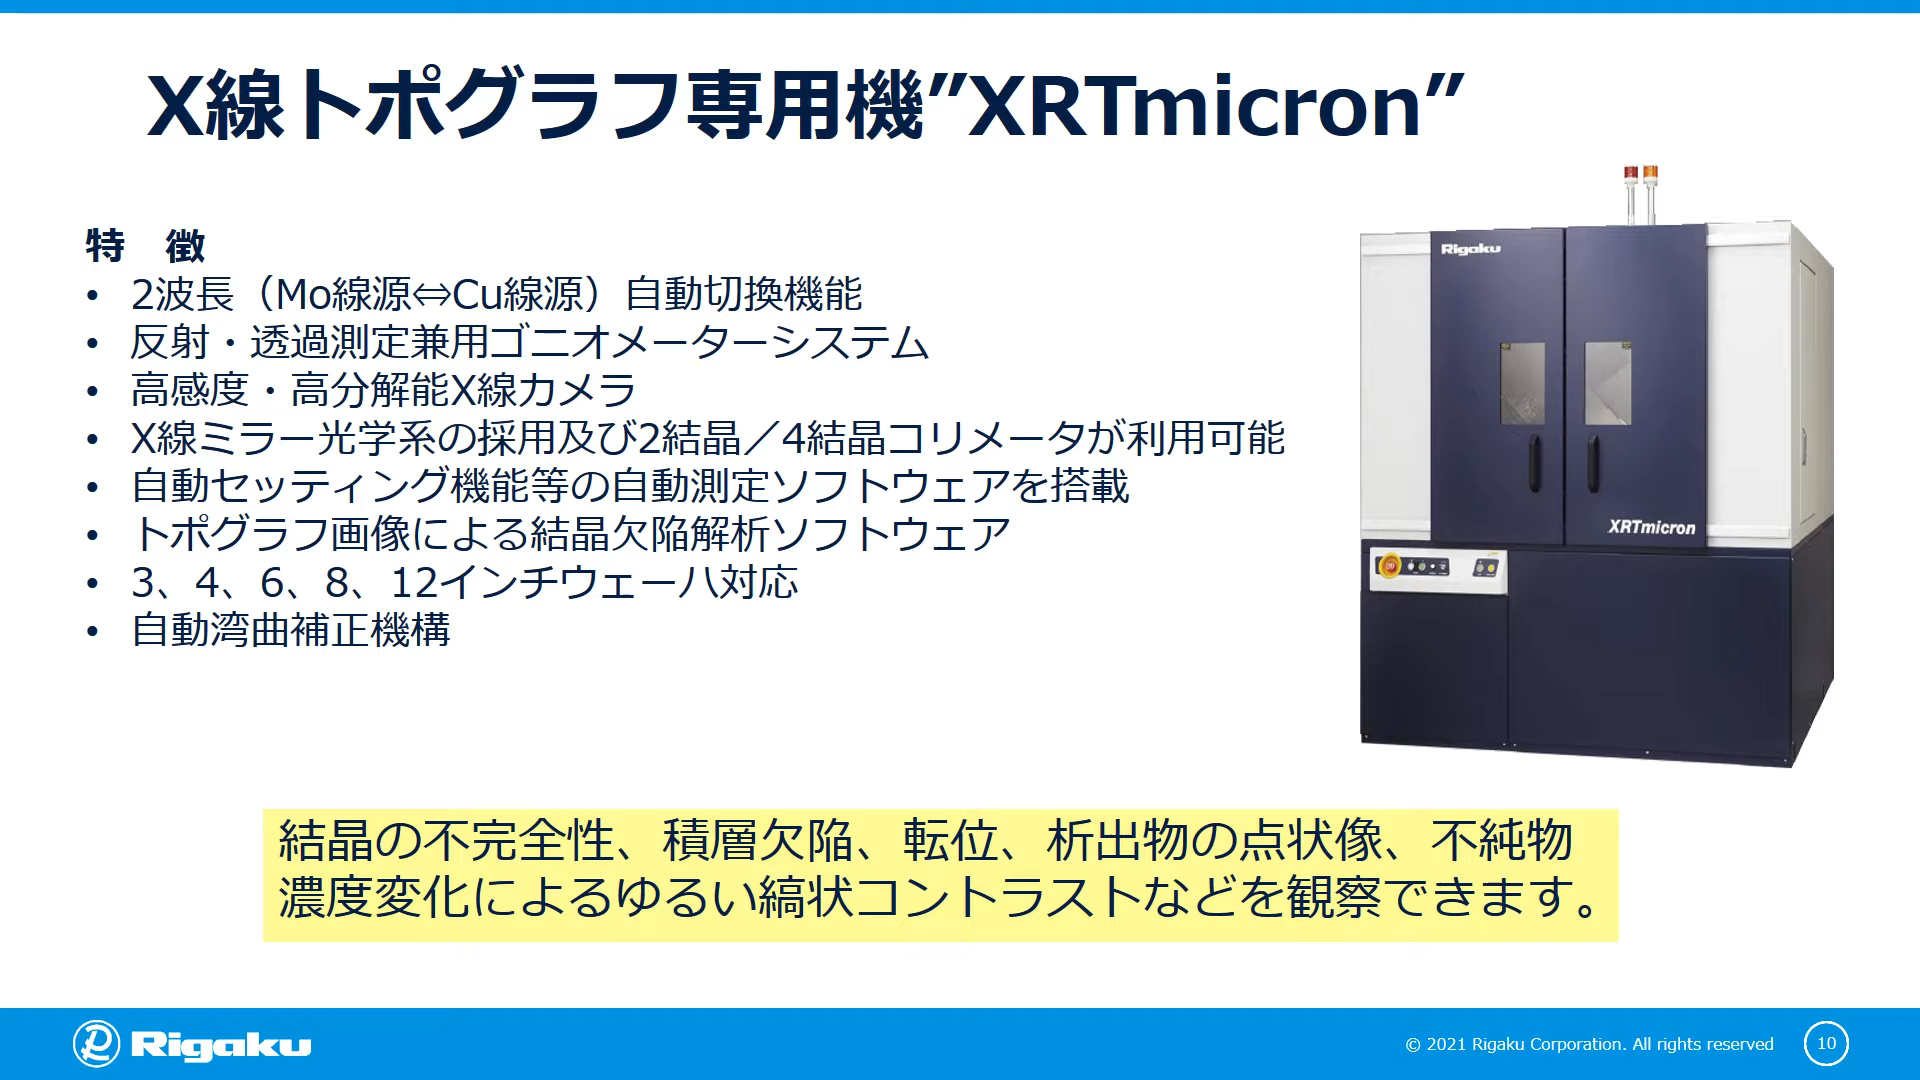 X線トポグラフ専用機”XRTmicron”
特　徴
• 2波長（Mo線源⇔Cu線源）自動切換機能
• 反射・透過測定兼用ゴニオメーターシステム
• 高感度・高分解能X線カメラ
• X線ミラー光学系の採用及び2結晶／4結晶コリメータが利用可能
• 自動セッティング機能等の自動測定ソフトウェアを搭載
• トポグラフ画像による結晶欠陥解析ソフトウェア
• 3、4、6、8、12インチウェーハ対応
• 自動湾曲補正機構
Rigaku
XRTmicron
結晶の不完全性、積層欠陥、転位、析出物の点状像、不純物
濃度変化によるゆるい縞状コントラストなどを観察できます。
Rigaku
© 2021 Rigaku Corporation. All rights reserved
10